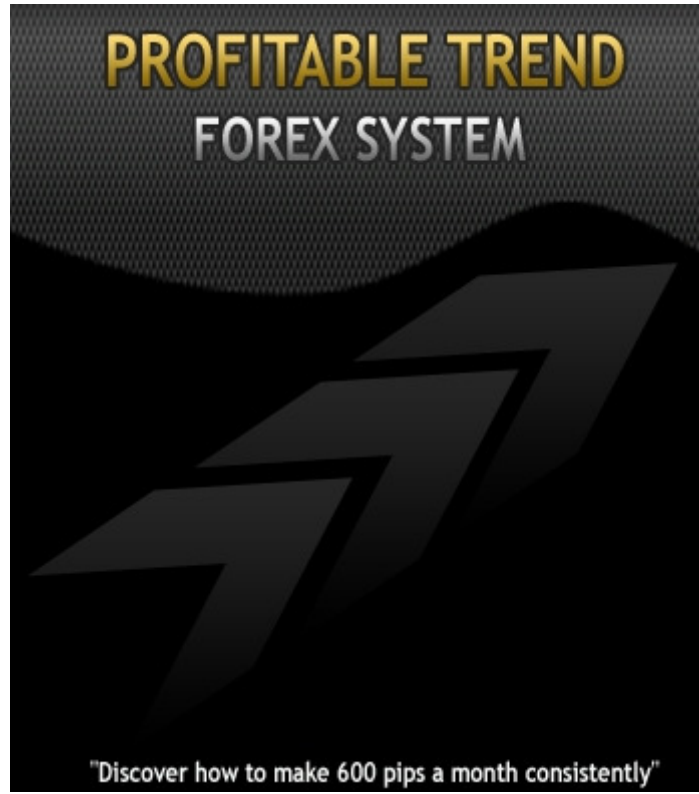 PROFITABLE TREND
FOREX SYSTEM
"Discover how to make 600 pips a month consistently"